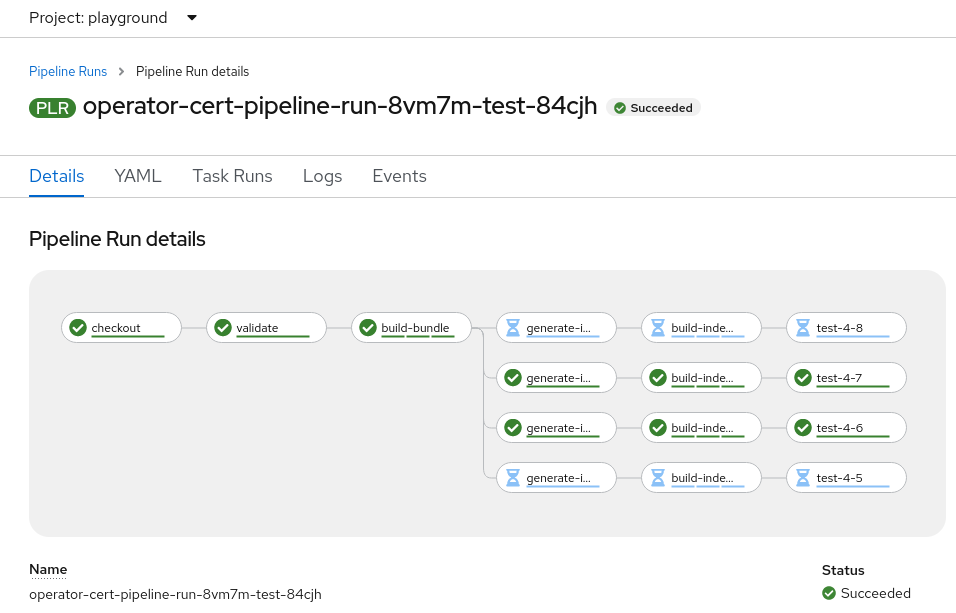 Project: playground
Pipeline Runs > Pipeline Run details
PLR operator-cert-pipeline-run-8vm7m-test-84cjh Succeeded
Details YAML Task Runs Logs Events
Pipeline Run details
checkout validate build-bundle generate-i... build-inde... test-4-8
generate-i... build-inde... test-4-7
generate-i... build-inde... test-4-6
generate-i... build-inde... test-4-5
Name Status
operator-cert-pipeline-run-8vm7m-test-84cjh Succeeded